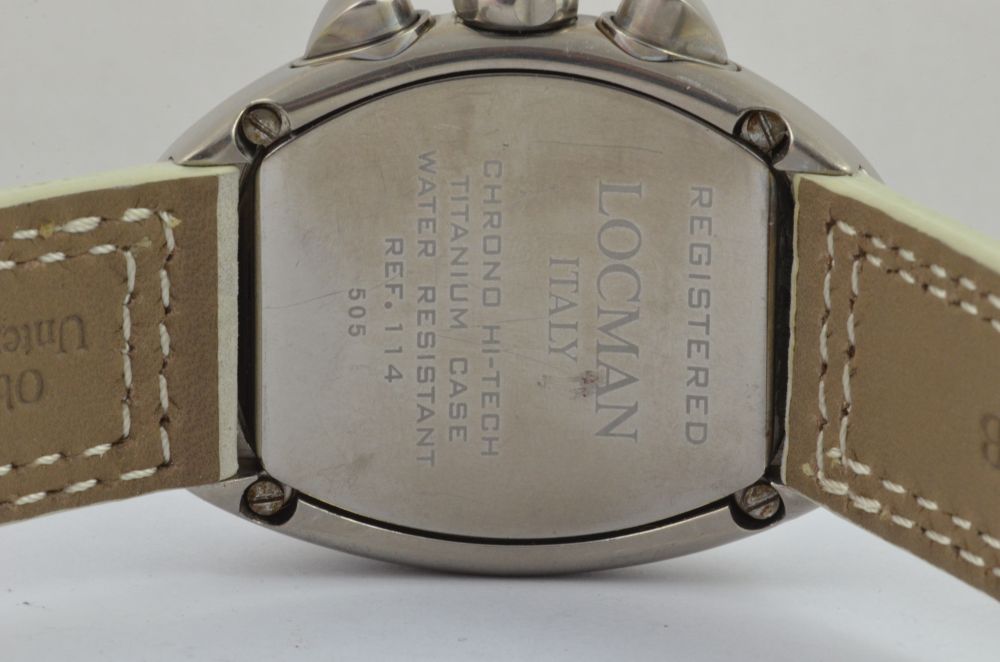 REGISTERED
LOCMAN
ITALY
CHRONO HI-TECH
TITANIUM CASE
WATER RESISTANT
REF.114
505